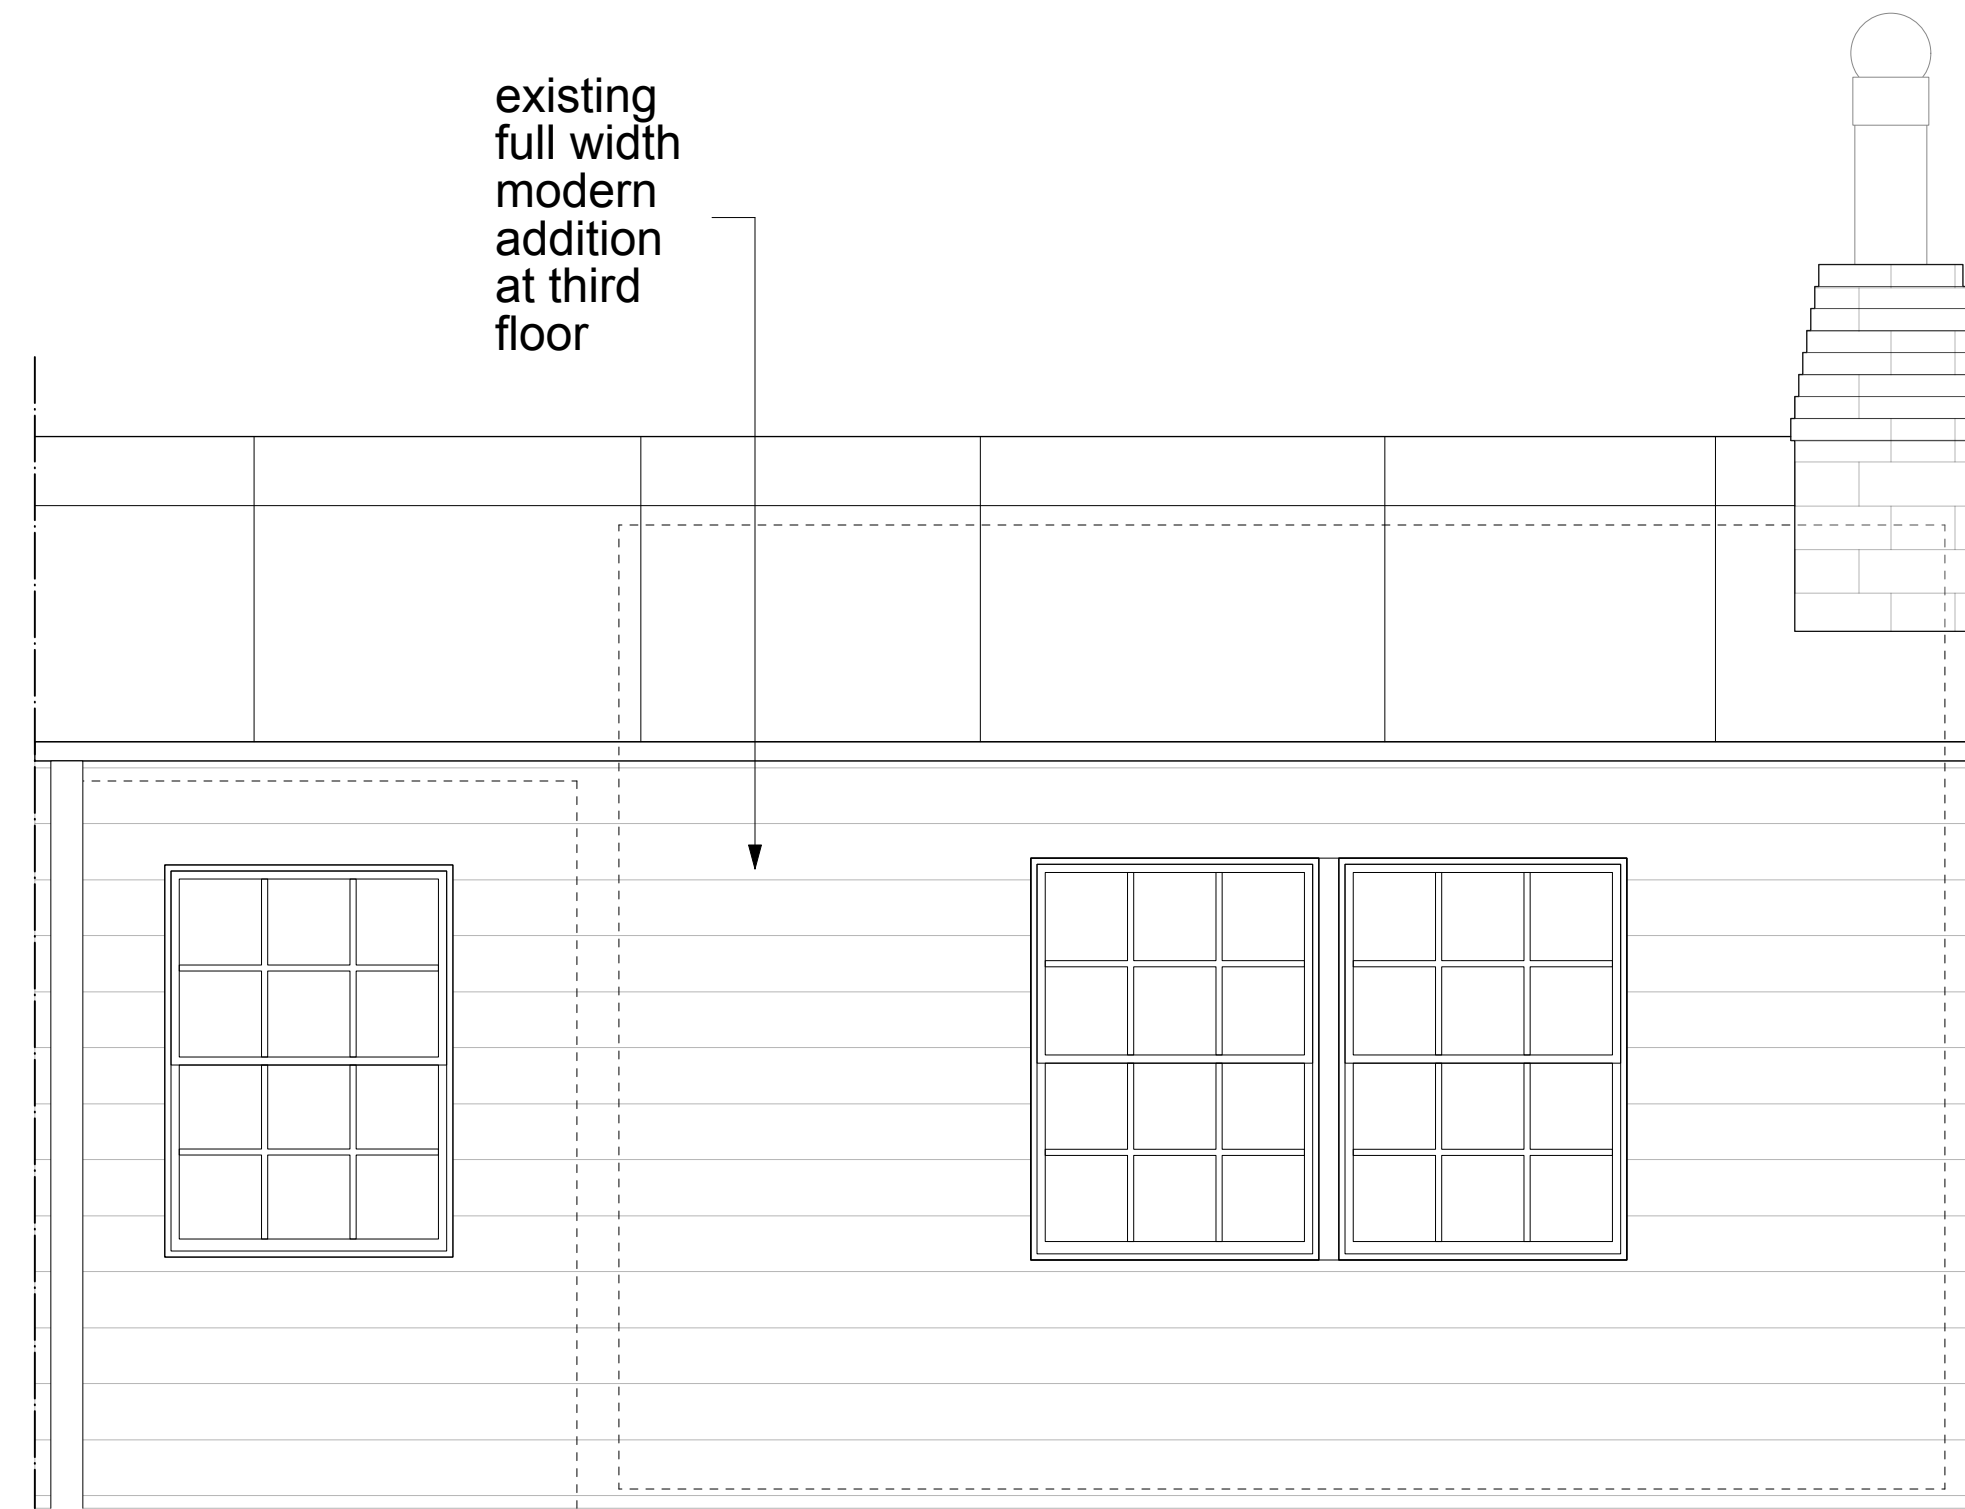 existing
full width
modern
addition
at third
floor